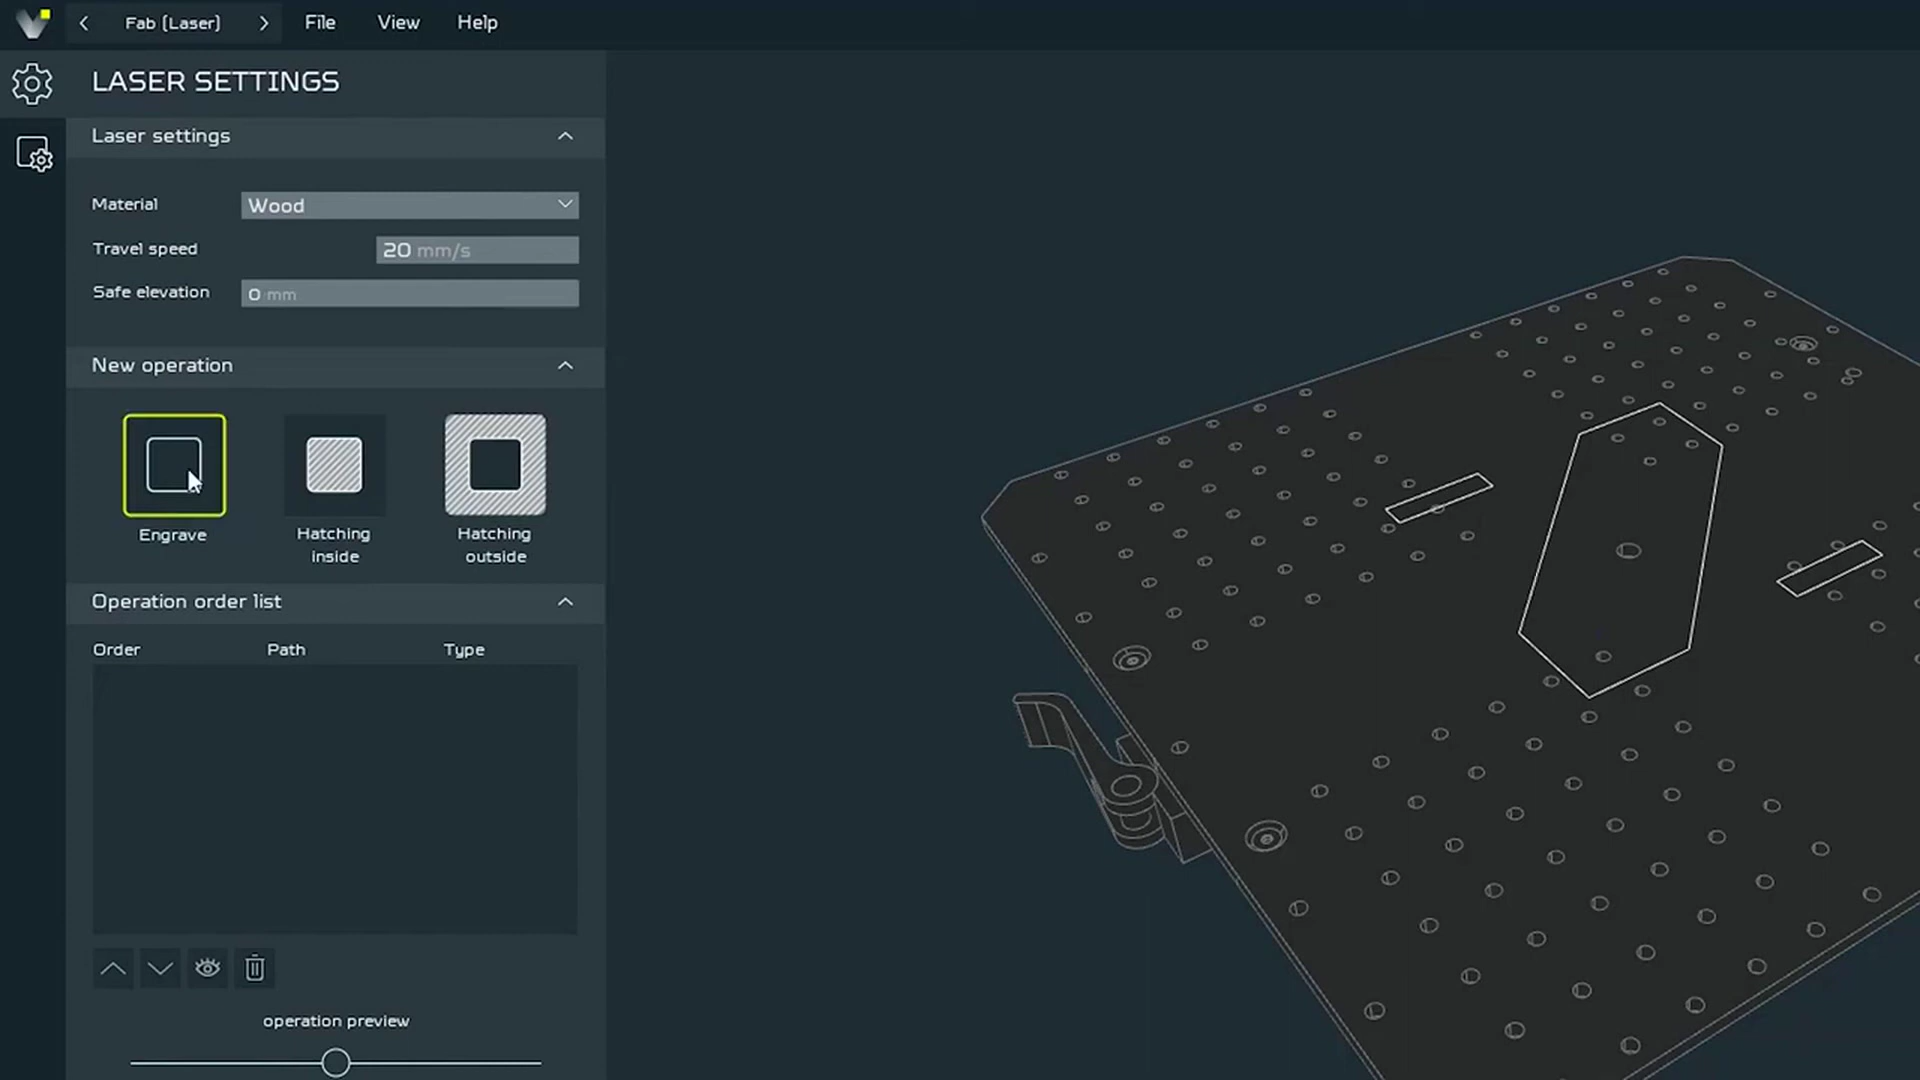 Fab (Laser)
File
View
Help
LASER SETTINGS
Laser settings
Material
Wood
Travel speed
20 mm/s
Safe elevation
0 mm
New operation
Engrave
Hatching
inside
Hatching
outside
Operation order list
Order
Path
Type
operation preview